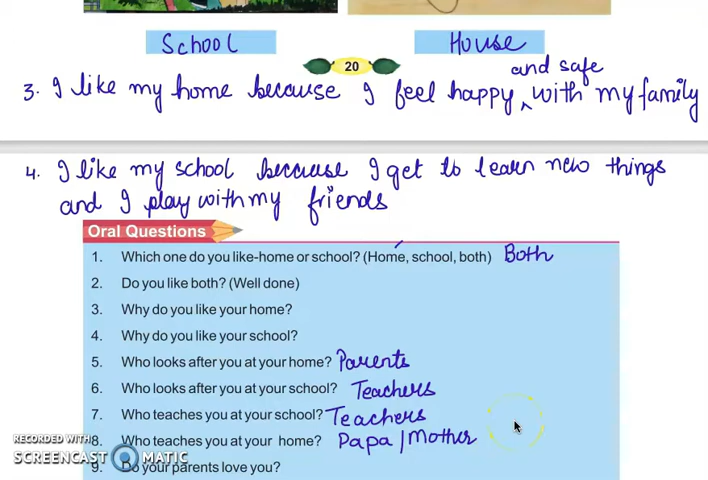 School House
20
3. I like my home because I feel happy and safe with my family
4. I like my school because I get to learn new things
and I play with my friends
Oral Questions
1. Which one do you like-home or school? (Home, school, both) Both
2. Do you like both? (Well done)
3. Why do you like your home?
4. Why do you like your school?
5. Who looks after you at your home? Parents
6. Who looks after you at your school? Teachers
7. Who teaches you at your school? Teachers
8. Who teaches you at your home? Papa/Mother
9. Do your parents love you?
RECORDED WITH
SCREENCAST MATIC